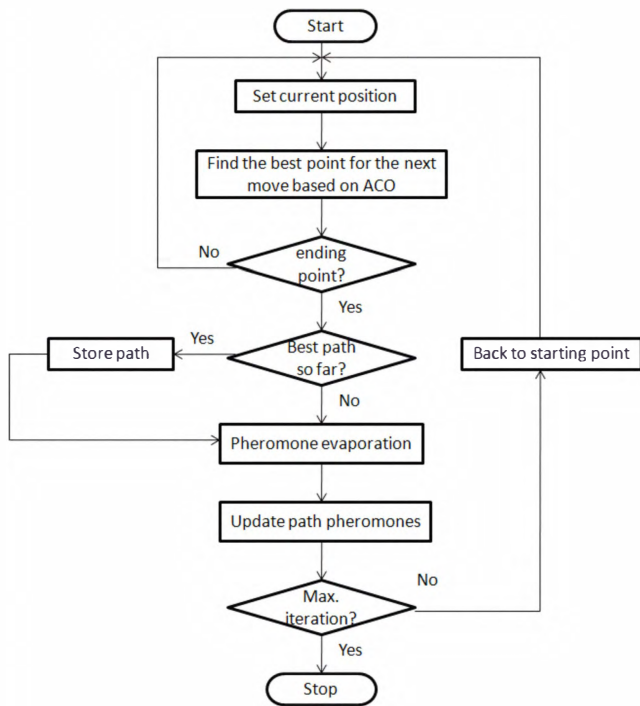 Start
Set current position
Find the best point for the next
move based on ACO
No
ending
point?
Yes
Store path
Yes
Best path
so far?
Back to starting point
No
Pheromone evaporation
Update path pheromones
No
Max.
iteration?
Yes
Stop